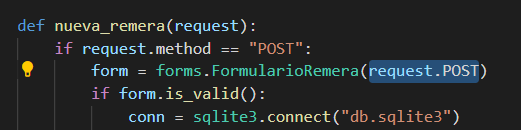 def nueva_remera(request):
    if request.method == "POST":
        form = forms.FormularioRemera(request.POST)
        if form.is_valid():
            conn = sqlite3.connect("db.sqlite3")